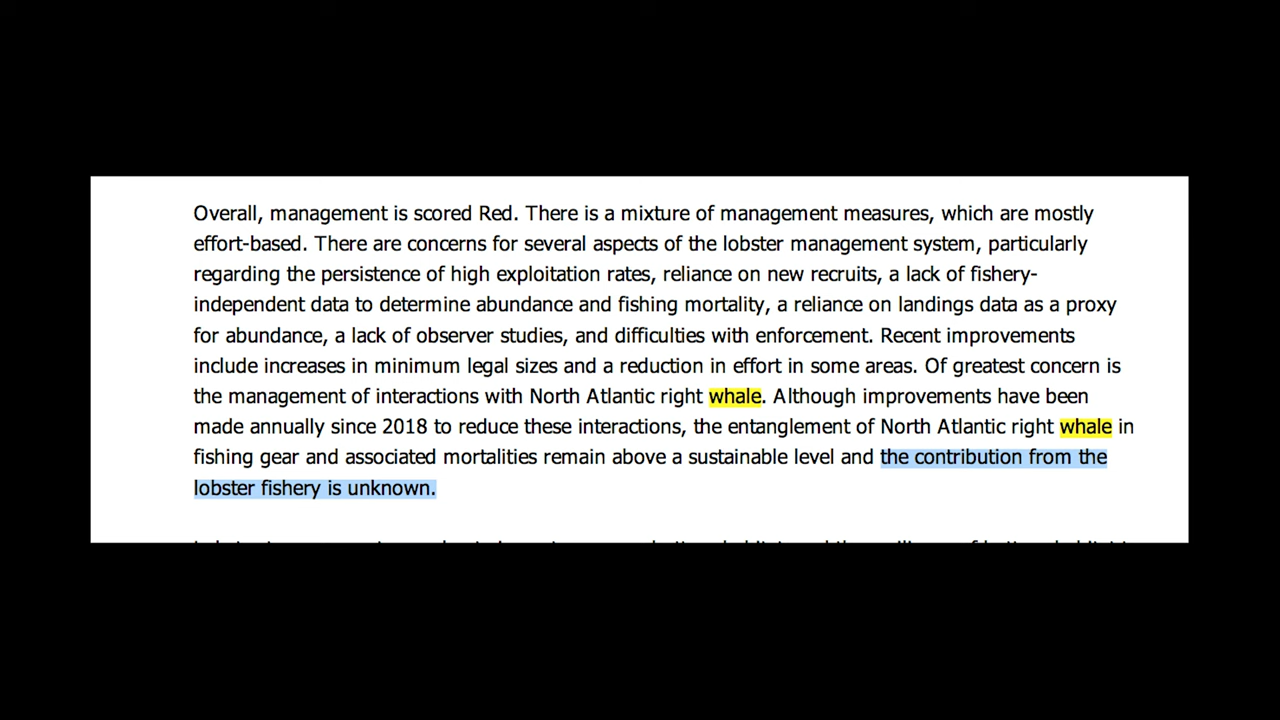 Overall, management is scored Red. There is a mixture of management measures, which are mostly
effort-based. There are concerns for several aspects of the lobster management system, particularly
regarding the persistence of high exploitation rates, reliance on new recruits, a lack of fishery-
independent data to determine abundance and fishing mortality, a reliance on landings data as a proxy
for abundance, a lack of observer studies, and difficulties with enforcement. Recent improvements
include increases in minimum legal sizes and a reduction in effort in some areas. Of greatest concern is
the management of interactions with North Atlantic right whale. Although improvements have been
made annually since 2018 to reduce these interactions, the entanglement of North Atlantic right whale in
fishing gear and associated mortalities remain above a sustainable level and the contribution from the
lobster fishery is unknown.